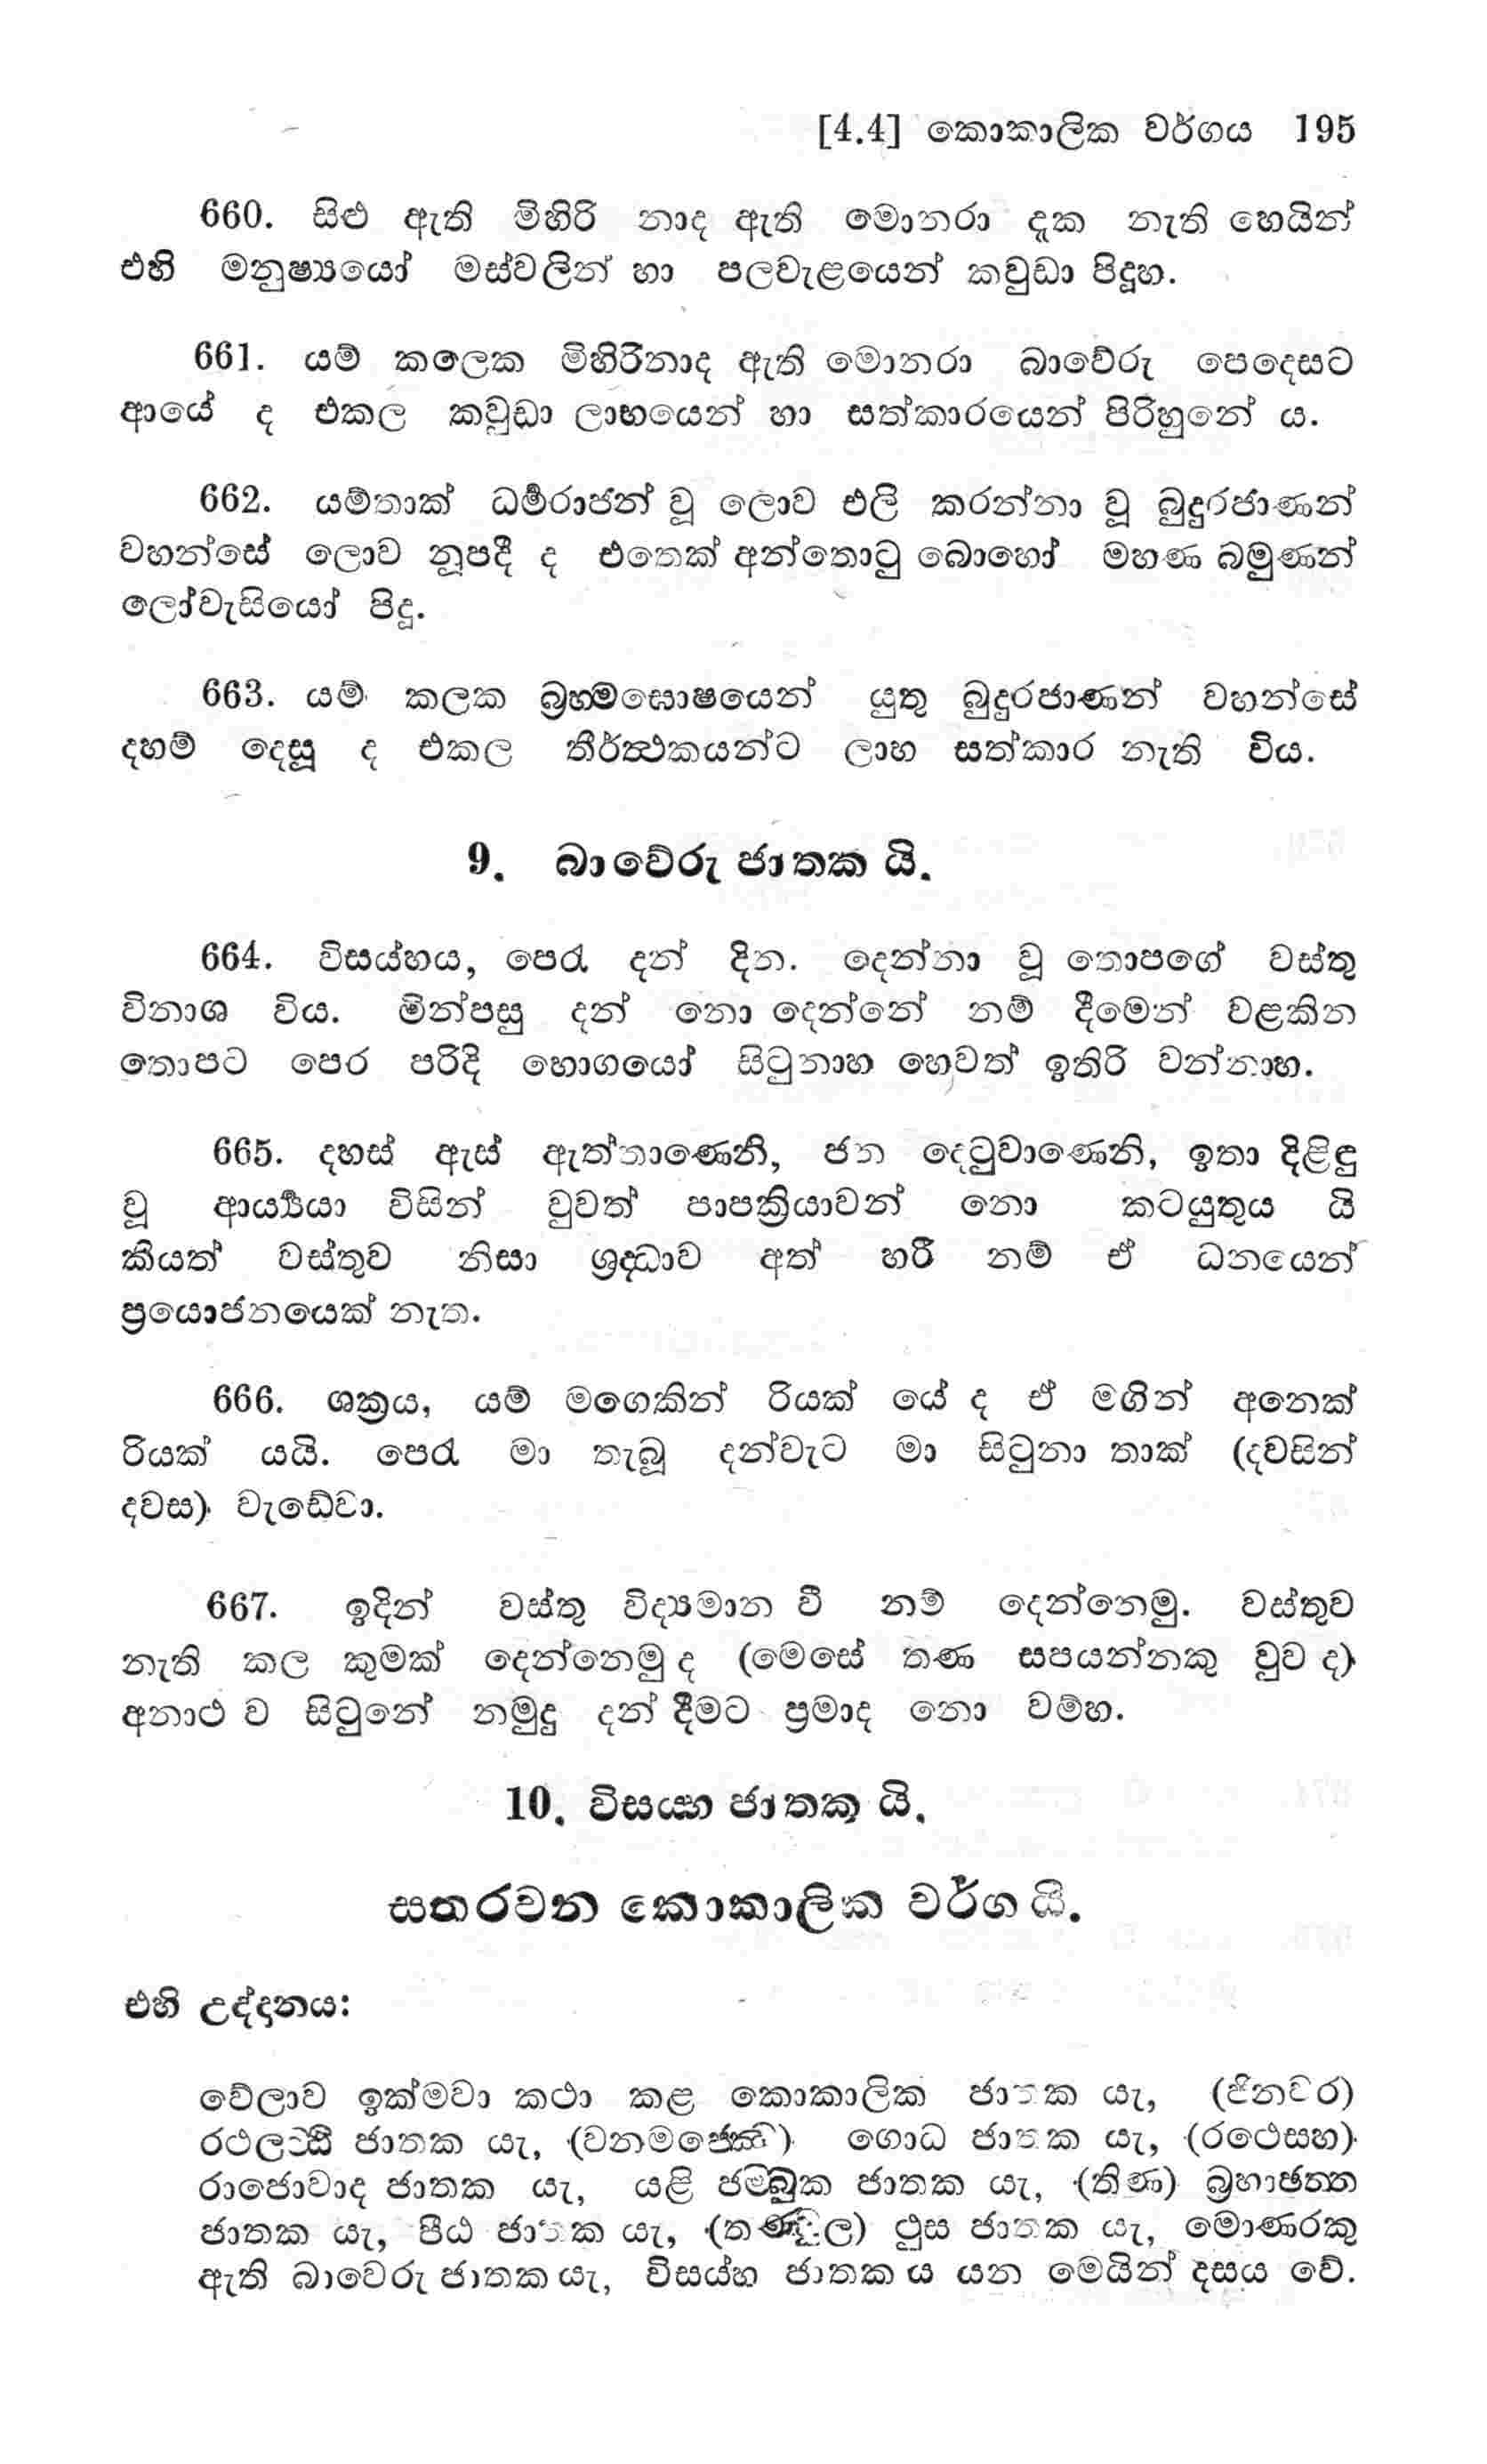 [4.4] කොකාලික වර්ගය 195
660. සිළු ඇති මිහිරි නාද ඇති මොනරා දැක නැති හෙයින්
එහි මනුෂ්‍යයෝ මස්වලින් හා පලවැළයෙන් කවුඩා පිදූහ.
661. යම් කලෙක මිහිරිනාද ඇති මොනරා බාවේරු පෙදෙසට
ආයේ ද එකල කවුඩා ලාභයෙන් හා සත්කාරයෙන් පිරිහුනේ ය.
662. යම්තාක් ධර්‍මරාජන් වූ ලොව එලි කරන්නා වූ බුදුරජාණන්
වහන්සේ ලොව නූපදී ද එතෙක් අන්තොටු බොහෝ මහණ බමුණන්
ලෝවැසියෝ පිදූ.
663. යම් කලක බ්‍රහ්මඝොෂයෙන් යුතු බුදුරජාණන් වහන්සේ
දහම් දෙසූ ද එකල තීර්ත්‍ථකයන්ට ලාභ සත්කාර නැති විය.
9. බාවේරු ජාතක යි.
664. විසය්හය, පෙරැ දන් දින. දෙන්නා වූ තොපගේ වස්තු
විනාශ විය. මින්පසු දන් නො දෙන්නේ නම් දීමෙන් වළකින
තොපට පෙර පරිදි භොගයෝ සිටුනාහ හෙවත් ඉතිරි වන්නාහ.
665. දහස් ඇස් ඇත්තාණෙනි, ජන දෙටුවාණෙනි, ඉතා දිළිඳු
වූ ආර්‍ය්‍යයා විසින් වුවත් පාපක්‍රියාවන් නො කටයුතුය යි
කියත් වස්තුව නිසා ශ්‍රද්ධාව අත් හරී නම් ඒ ධනයෙන්
ප්‍රයොජනයෙක් නැත.
666. ශක්‍රය, යම් මගෙකින් රියක් යේ ද ඒ මගින් අනෙක්
රියක් යයි. පෙරැ මා තැබූ දන්වැට මා සිටුනා තාක් (දවසින්
දවස) වැඩේවා.
667. ඉදින් වස්තු විද්‍යමාන වී නම් දෙන්නෙමු. වස්තුව
නැති කල කුමක් දෙන්නෙමු ද (මෙසේ තණ සපයන්නකු වුව ද)
අනාථ ව සිටුනේ නමුදු දන් දීමට ප්‍රමාද නො වම්හ.
10. විසය්හ ජාතක යි.
සතරවන කොකාලික වර්ග යි.
එහි උද්දානය:
වේලාව ඉක්මවා කථා කළ කොකාලික ජාතක යැ, (ජිනවර)
රථලට්ඨි ජාතක යැ, (වනමජ්ඣෙ) ගොධ ජාතක යැ, (රථෙසභ)
රාජොවාද ජාතක යැ, යළි ජම්බුක ජාතක යැ, (තිණ) බ්‍රහාඡත්ත
ජාතක යැ, පීඨ ජාතක යැ, (තණ්ඩුල) ථුස ජාතක යැ, මොණරකු
ඇති බාවෙරු ජාතක යැ, විසය්හ ජාතක ය යන මෙයින් දසය වේ.